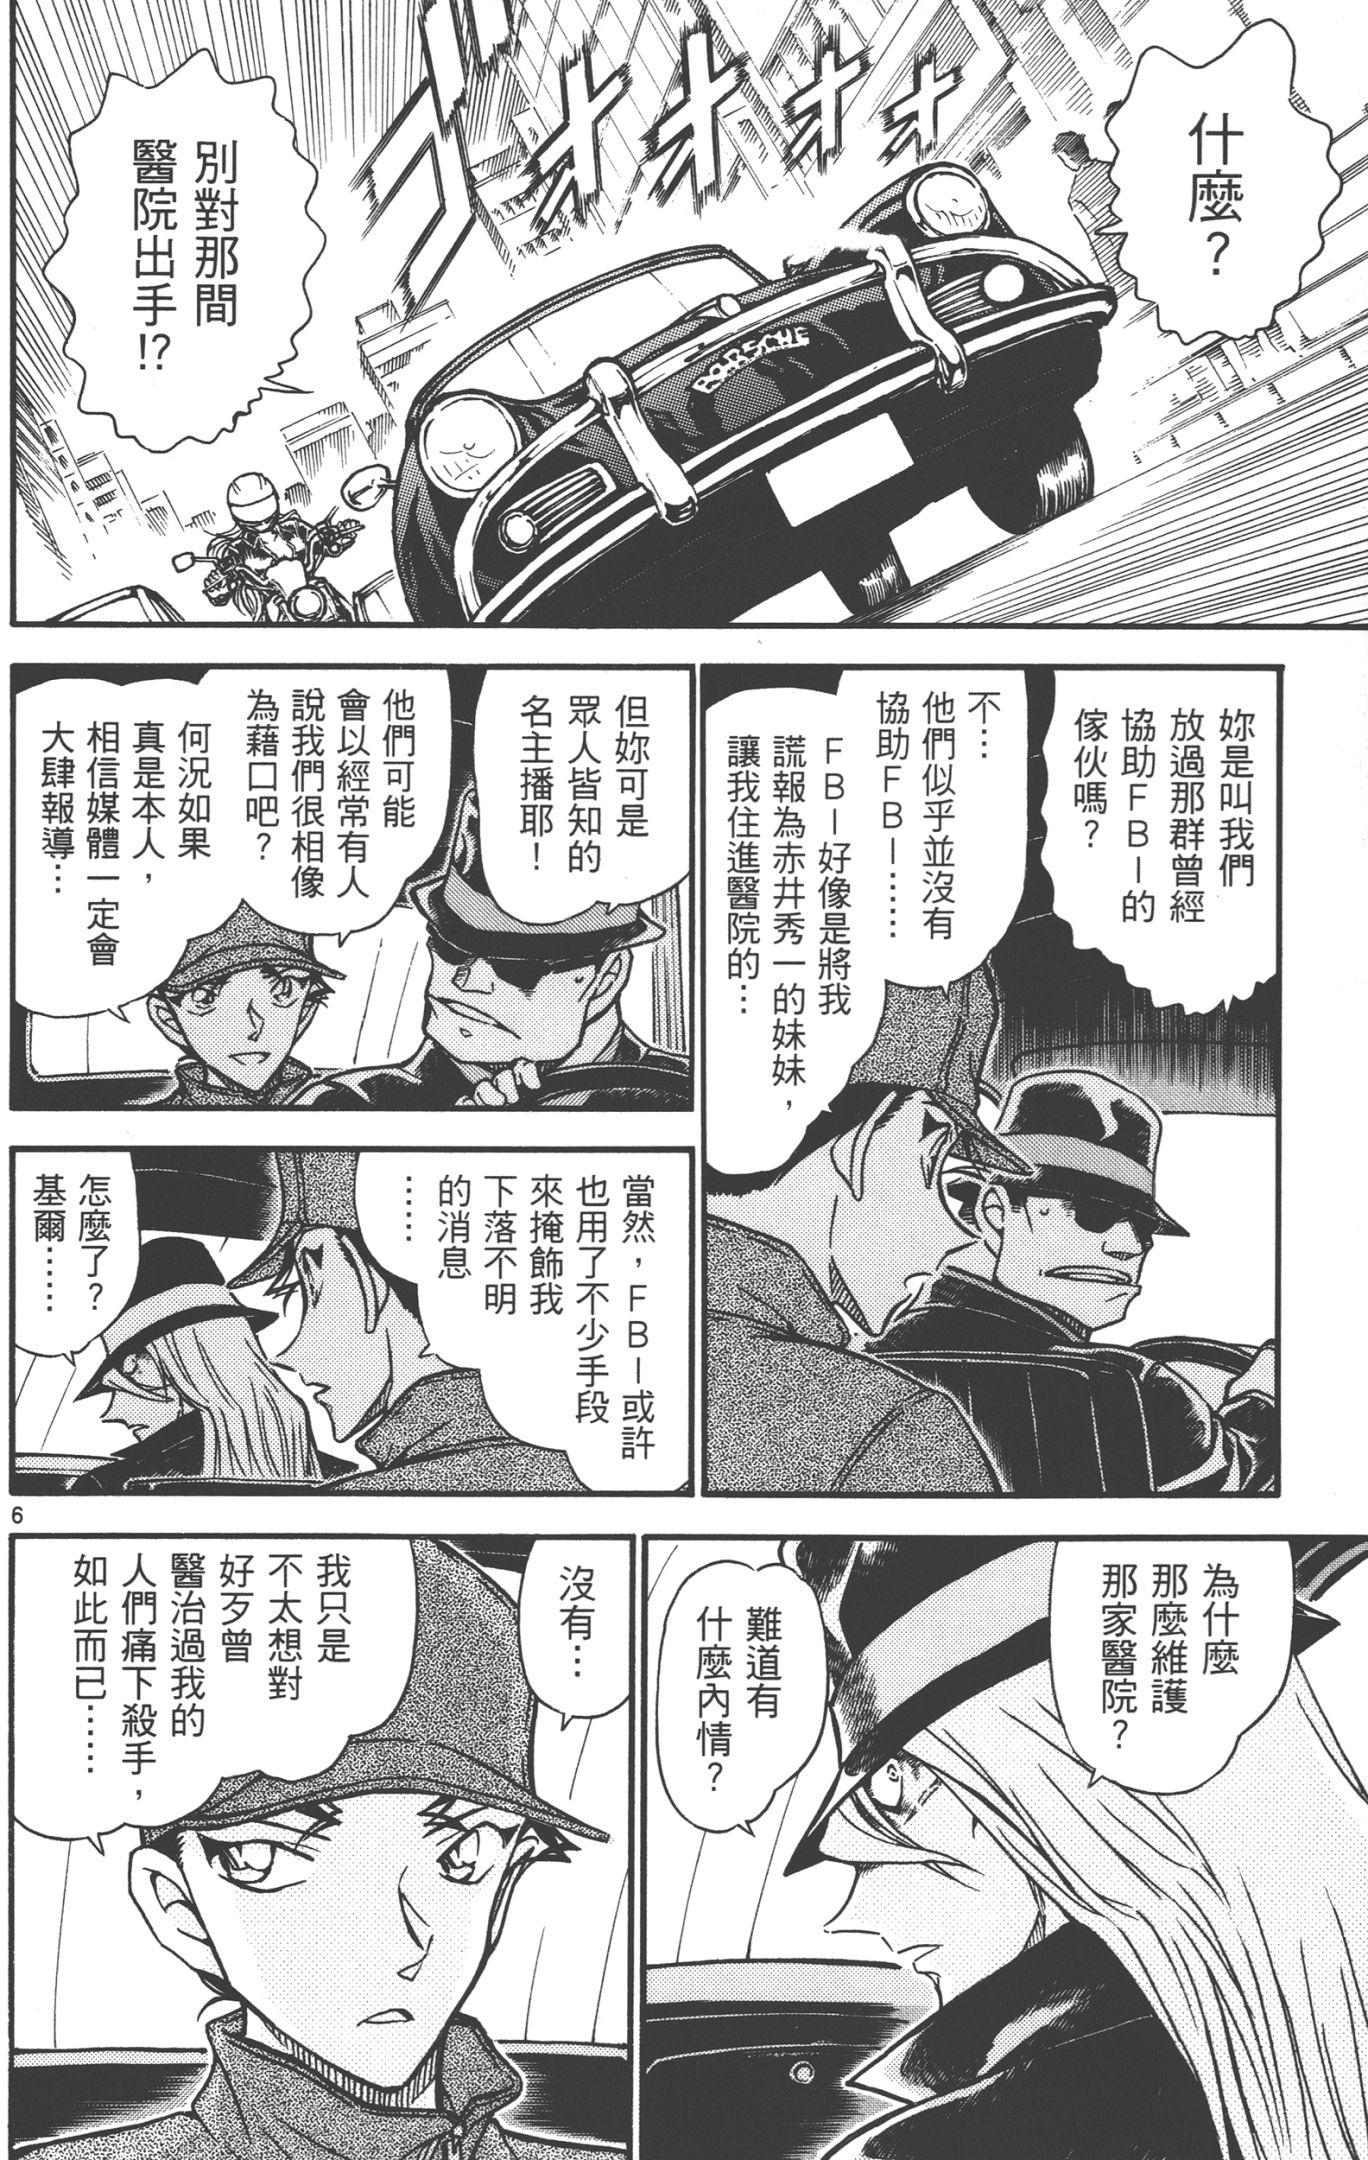 什麼?
別對那間
醫院出手!?
ゴオオオオ
PORSCHE
妳是叫我們
放過那群曾經
協助FBI的
傢伙嗎?
不…
他們似乎並沒有
協助FBI……
FBI好像是將我
謊報為赤井秀一的妹妹,
讓我住進醫院的…
但妳可是
眾人皆知的
名主播耶!
他們可能
會以經常有人
說我們很相像
為藉口吧?
何況如果
真是本人,
相信媒體一定會
大肆報導…
當然,FBI或許
也用了不少手段
來掩飾我
下落不明
的消息
……
怎麼了?
基爾……
6
為什麼
那麼維護
那家醫院?
難道有
什麼內情?
沒有…
我只是
不太想對
好歹曾
醫治過我的
人們痛下殺手,
如此而已……